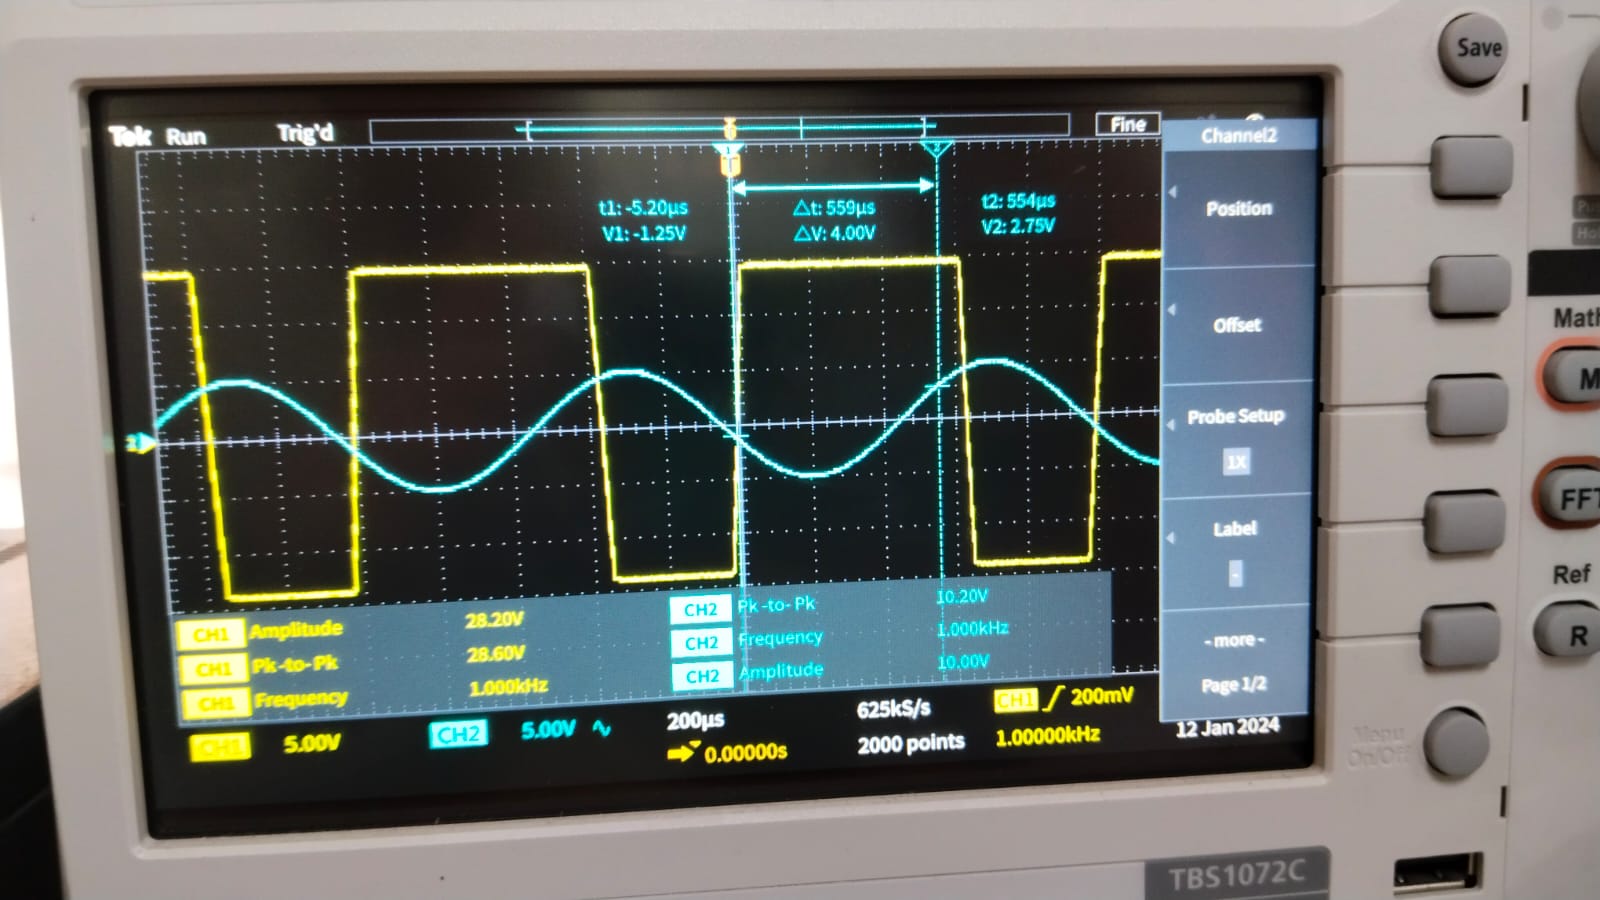 Save
Tek Run Trig'd Fine
Channel2
t1: -5.20µs △t: 559µs t2: 554µs
V1: -1.25V △V: 4.00V V2: 2.75V
Position
Offset
Math
M
Probe Setup
1X
FFT
Label
-
Ref
R
CH1 Amplitude 28.20V
CH1 Pk-to-Pk 28.60V
CH1 Frequency 1.000kHz
CH2 Pk-to-Pk 10.20V
CH2 Frequency 1.000kHz
CH2 Amplitude 10.00V
- more -
Page 1/2
CH1 5.00V CH2 5.00V 200µs 625kS/s CH1 200mV
0.00000s 2000 points 1.00000kHz
12 Jan 2024
Menu
On/Off
TBS1072C